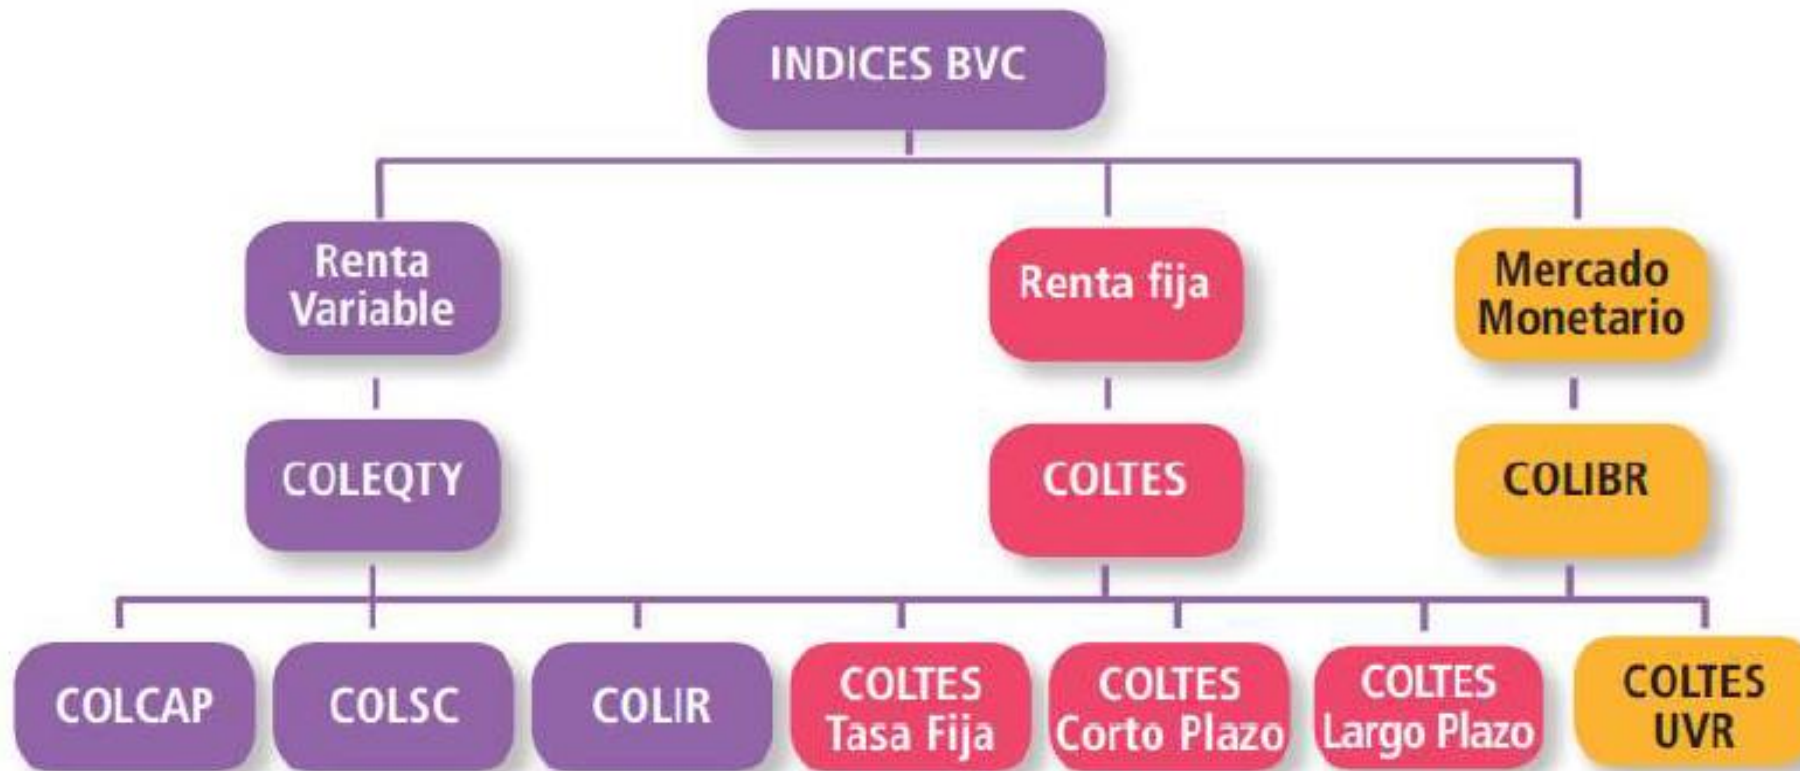 INDICES BVC
Renta
Variable
Renta fija
Mercado
Monetario
COLEQTY
COLTES
COLIBR
COLCAP
COLSC
COLIR
COLTES
Tasa Fija
COLTES
Corto Plazo
COLTES
Largo Plazo
COLTES
UVR